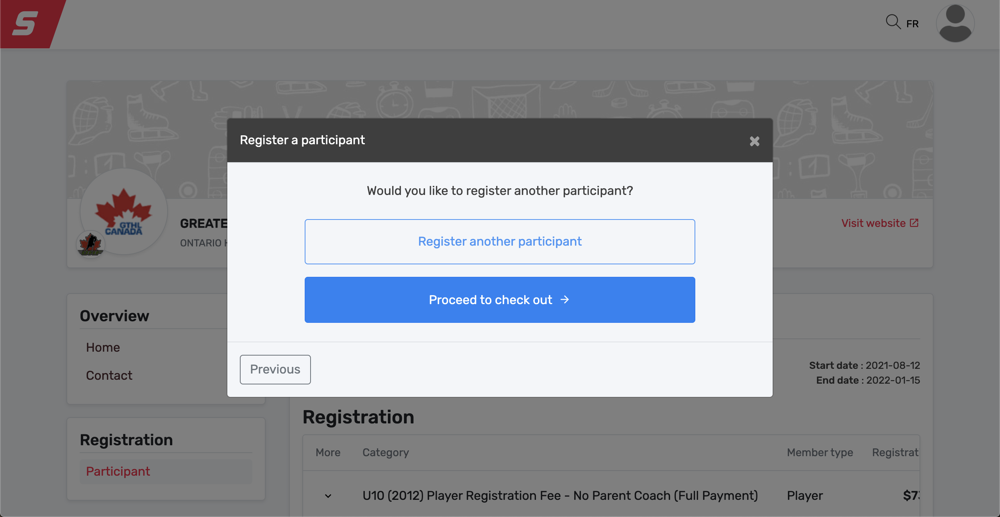 S
FR
Register a participant
Would you like to register another participant?
GTHL
CANADA
OHF
GREATE
ONTARIO H
Visit website
Register another participant
Proceed to check out →
Previous
Overview
Home
Contact
Start date : 2021-08-12
End date : 2022-01-15
Registration
Participant
Registration
More Category Member type Registrat
U10 (2012) Player Registration Fee - No Parent Coach (Full Payment) Player $73